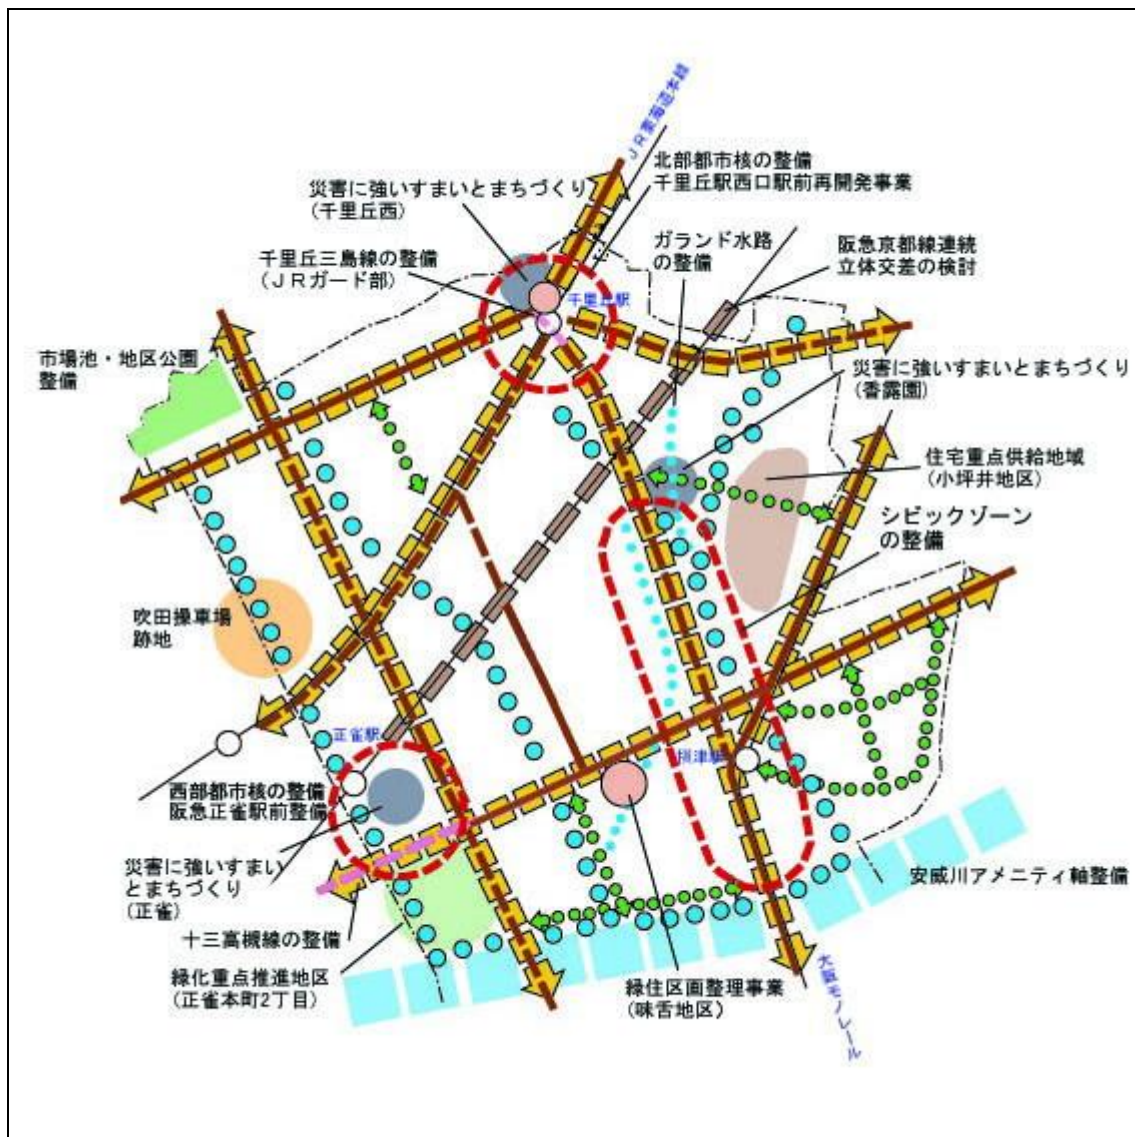 JR東海道本線
北部都市核の整備
千里丘駅西口駅前再開発事業
災害に強いすまいとまちづくり
(千里丘西)
ガランド水路
の整備
阪急京都線連続
立体交差の検討
千里丘三島線の整備
(JRガード部)
千里丘駅
市場池・地区公園
整備
災害に強いすまいとまちづくり
(香露園)
住宅重点供給地域
(小坪井地区)
シビックゾーン
の整備
吹田操車場
跡地
正雀駅
摂津駅
西部都市核の整備
阪急正雀駅前整備
災害に強いすまい
とまちづくり
(正雀)
安威川アメニティ軸整備
十三高槻線の整備
緑化重点推進地区
(正雀本町2丁目)
緑住区画整理事業
(味舌地区)
大阪モノレール